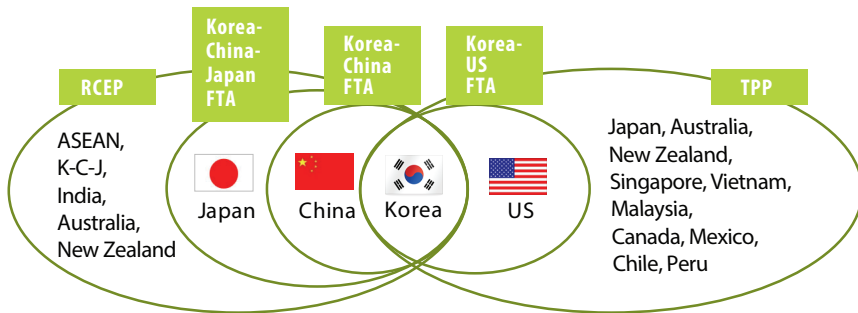 RCEP
Korea-
China-
Japan
FTA
Korea-
China
FTA
Korea-
US
FTA
TPP
ASEAN,
K-C-J,
India,
Australia,
New Zealand
Japan
China
Korea
US
Japan, Australia,
New Zealand,
Singapore, Vietnam,
Malaysia,
Canada, Mexico,
Chile, Peru